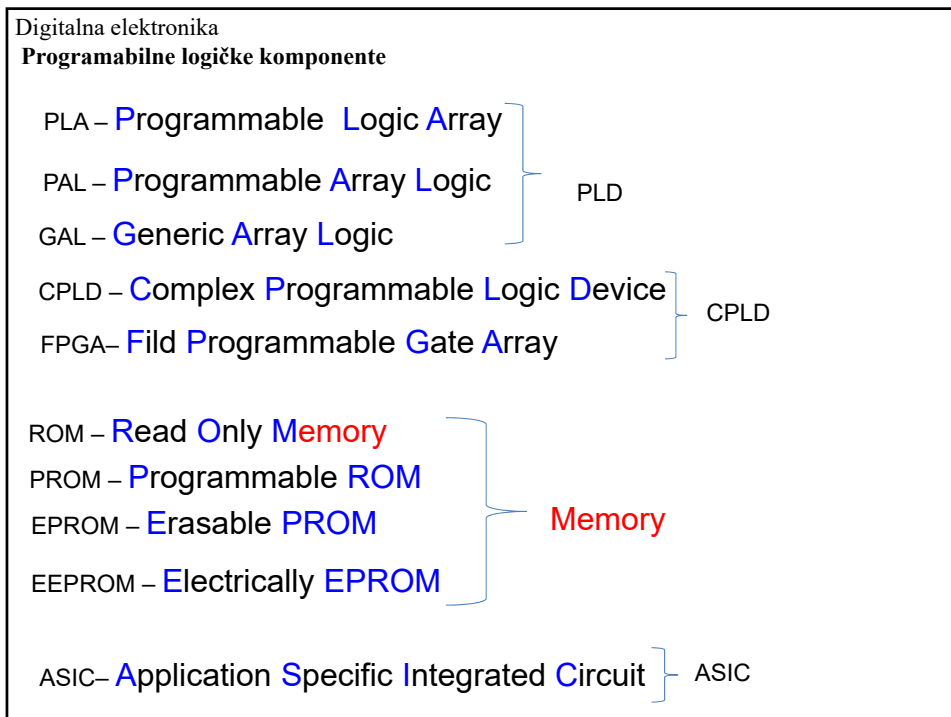 Digitalna elektronika
Programabilne logičke komponente
PLA – Programmable Logic Array
PAL – Programmable Array Logic
PLD
GAL – Generic Array Logic
CPLD – Complex Programmable Logic Device
CPLD
FPGA– Fild Programmable Gate Array
ROM – Read Only Memory
PROM – Programmable ROM
EPROM – Erasable PROM
Memory
EEPROM – Electrically EPROM
ASIC– Application Specific Integrated Circuit
ASIC